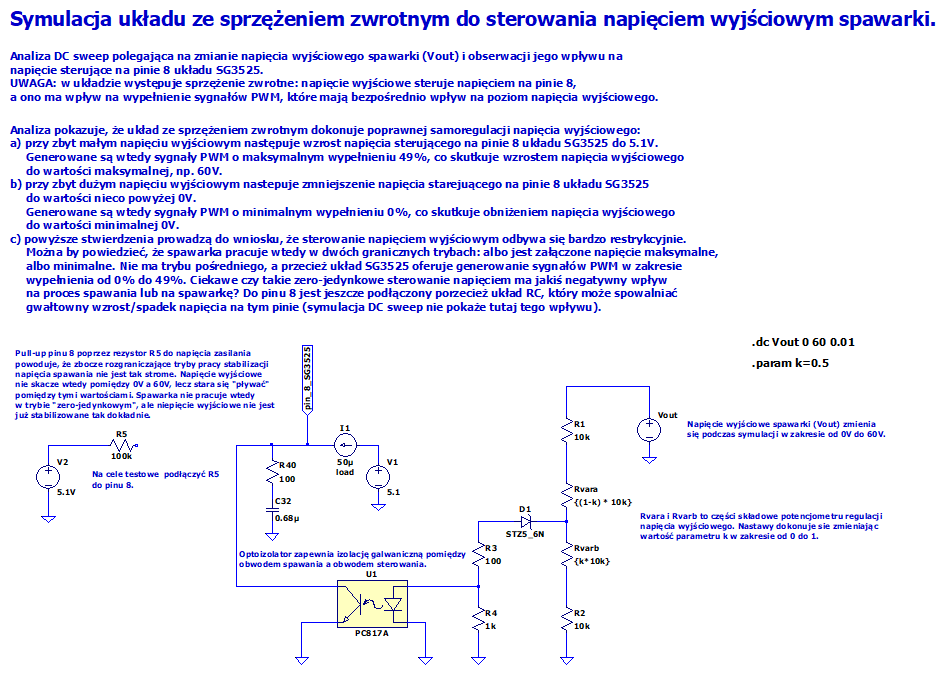 Symulacja układu ze sprzężeniem zwrotnym do sterowania napięciem wyjściowym spawarki.
Analiza DC sweep polegająca na zmianie napięcia wyjściowego spawarki (Vout) i obserwacji jego wpływu na
napięcie sterujące na pinie 8 układu SG3525.
UWAGA: w układzie występuje sprzężenie zwrotne: napięcie wyjściowe steruje napięciem na pinie 8,
a ono ma wpływ na wypełnienie sygnałów PWM, które mają bezpośrednio wpływ na poziom napięcia wyjściowego.
Analiza pokazuje, że układ ze sprzężeniem zwrotnym dokonuje poprawnej samoregulacji napięcia wyjściowego:
a) przy zbyt małym napięciu wyjściowym następuje wzrost napięcia sterującego na pinie 8 układu SG3525 do 5.1V.
Generowane są wtedy sygnały PWM o maksymalnym wypełnieniu 49%, co skutkuje wzrostem napięcia wyjściowego
do wartości maksymalnej, np. 60V.
b) przy zbyt dużym napięciu wyjściowym nastepuje zmniejszenie napięcia starejuącego na pinie 8 układu SG3525
do wartości nieco powyżej 0V.
Generowane są wtedy sygnały PWM o minimalnym wypełnieniu 0%, co skutkuje obniżeniem napięcia wyjściowego
do wartości minimalnej 0V.
c) powyższe stwierdzenia prowadzą do wniosku, że sterowanie napięciem wyjściowym odbywa się bardzo restrykcyjnie.
Można by powiedzieć, że spawarka pracuje wtedy w dwóch granicznych trybach: albo jest załączone napięcie maksymalne,
albo minimalne. Nie ma trybu pośredniego, a przecież układ SG3525 oferuje generowanie sygnałów PWM w zakresie
wypełnienia od 0% do 49%. Ciekawe czy takie zero-jedynkowe sterowanie napięciem ma jakiś negatywny wpływ
na proces spawania lub na spawarkę? Do pinu 8 jest jeszcze podłączony porzecież układ RC, który może spowalniać
gwałtowny wzrost/spadek napięcia na tym pinie (symulacja DC sweep nie pokaże tutaj tego wpływu).
.dc Vout 0 60 0.01
.param k=0.5
Pull-up pinu 8 poprzez rezystor R5 do napięcia zasilania
powoduje, że zbocze rozgraniczające tryby pracy stabilizacji
napięcia spawania nie jest tak strome. Napięcie wyjściowe
nie skacze wtedy pomiędzy 0V a 60V, lecz stara się "pływać"
pomiędzy tymi wartościami. Spawarka nie pracuje wtedy
w trybie "zero-jedynkowym", ale niepięcie wyjściowe nie jest
już stabilizowane tak dokładnie.
pin_8_SG3525
R5
100k
V2
5.1V
Na cele testowe podłączyć R5
do pinu 8.
I1
50µ
load
V1
5.1
R40
100
C32
0.68µ
Optoizolator zapewnia izolację galwaniczną pomiędzy
obwodem spawania a obwodem sterowania.
U1
PC817A
R3
100
R4
1k
D1
STZ5_6N
R1
10k
Rvara
{(1-k) * 10k}
Rvarb
{k*10k}
R2
10k
Vout
Napięcie wyjściowe spawarki (Vout) zmienia
się podczas symulacji w zakresie od 0V do 60V.
Rvara i Rvarb to części składowe potencjometru regulacji
napięcia wyjściowego. Nastawy dokonuje sie zmieniając
wartość parametru k w zakresie od 0 do 1.